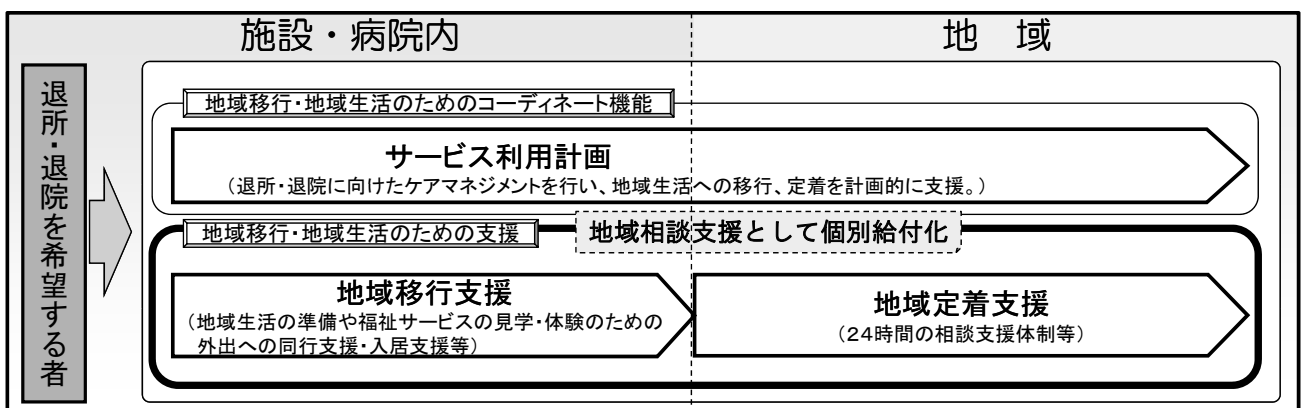 施設・病院内
地 域
退所・退院を希望する者
地域移行・地域生活のためのコーディネート機能
サービス利用計画
(退所・退院に向けたケアマネジメントを行い、地域生活への移行、定着を計画的に支援。)
地域移行・地域生活のための支援
地域相談支援として個別給付化
地域移行支援
(地域生活の準備や福祉サービスの見学・体験のための
外出への同行支援・入居支援等)
地域定着支援
(24時間の相談支援体制等)